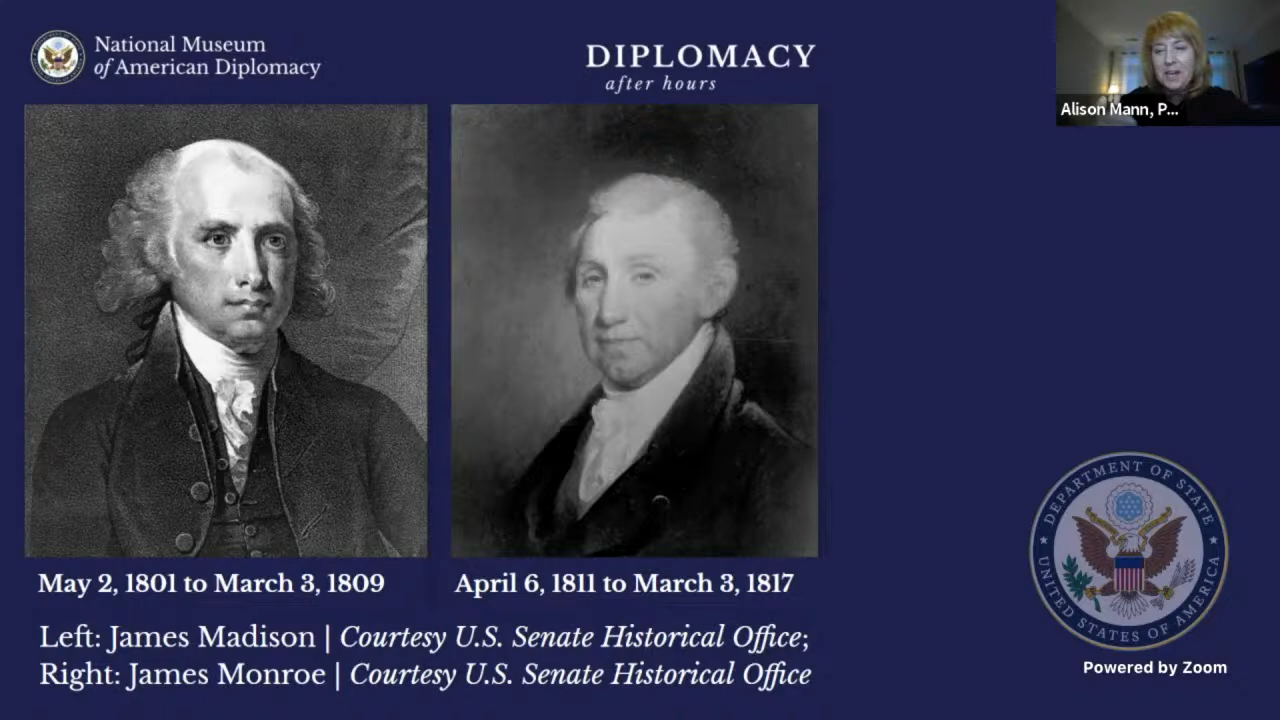 National Museum
of American Diplomacy
DIPLOMACY
after hours
Alison Mann, P...
May 2, 1801 to March 3, 1809
April 6, 1811 to March 3, 1817
Left: James Madison | Courtesy U.S. Senate Historical Office;
Right: James Monroe | Courtesy U.S. Senate Historical Office
DEPARTMENT OF STATE
UNITED STATES OF AMERICA
Powered by Zoom